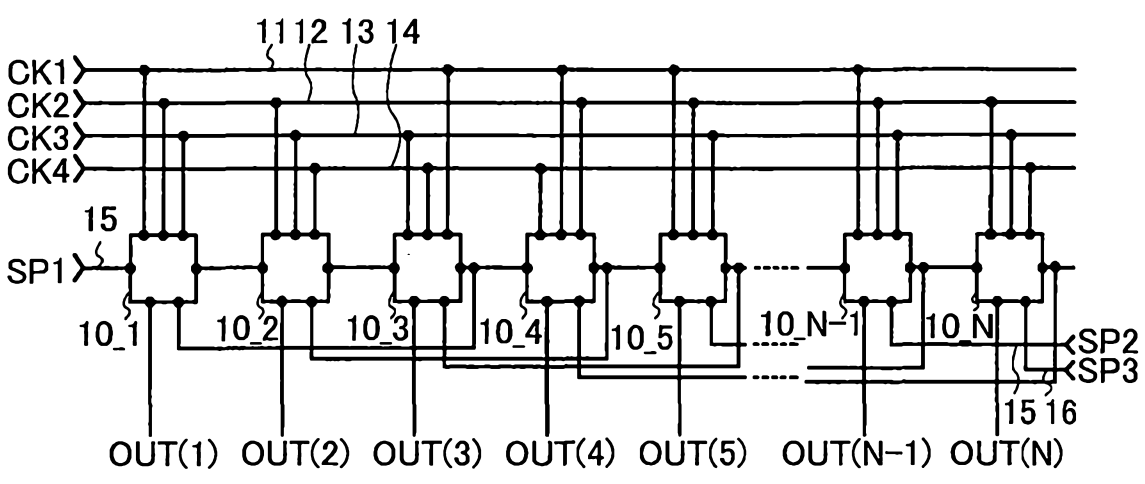 11 12 13 14
CK1
CK2
CK3
CK4
15
SP1
10_1 10_2 10_3 10_4 10_5 10_N-1 10_N
SP2
SP3
15 16
OUT(1) OUT(2) OUT(3) OUT(4) OUT(5) OUT(N-1) OUT(N)